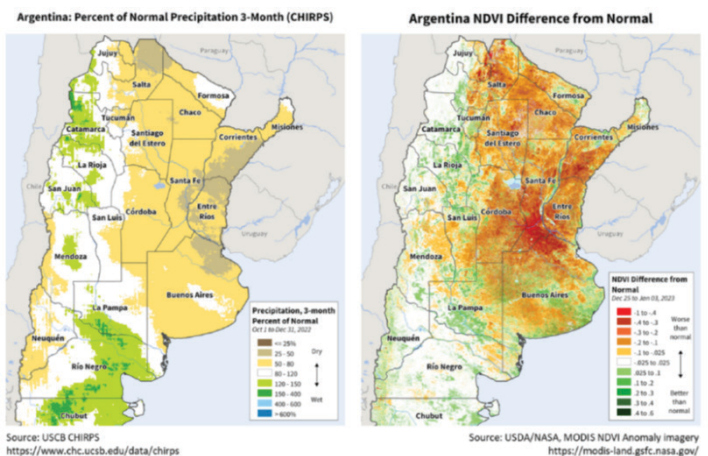 Argentina: Percent of Normal Precipitation 3-Month (CHIRPS)
Jujuy
Paraguay
Salta
Formosa
Tucumán
Chaco
Catamarca
Santiago
del Estero
Corrientes
Misiones
La Rioja
Chile
San Juan
Santa Fe
Córdoba
Entre
Ríos
San Luis
Uruguay
Mendoza
Buenos Aires
La Pampa
Neuquén
Río Negro
Chubut
Precipitation, 3-month
Percent of Normal
Oct 1 to Dec 31, 2022
<= 25%
25 - 50
50 - 80
80 - 120
120 - 150
150 - 400
400 - 600
> 600%
Dry
Wet
Source: USCB CHIRPS
https://www.chc.ucsb.edu/data/chirps
Argentina NDVI Difference from Normal
Jujuy
Paraguay
Salta
Formosa
Tucumán
Chaco
Catamarca
Santiago
del Estero
Corrientes
Misiones
La Rioja
Chile
San Juan
Santa Fe
Córdoba
Entre
Ríos
San Luis
Uruguay
Mendoza
Buenos Aires
La Pampa
Neuquén
Río Negro
Chubut
NDVI Difference from
Normal
Dec 25 to Jan 03, 2023
-1 to -.4
-.4 to -.3
-.3 to -.2
-.2 to -.1
-.1 to -.025
-.025 to .025
.025 to .1
.1 to .2
.2 to .3
.3 to .4
.4 to .6
Worse
than
normal
Better
than
normal
Source: USDA/NASA, MODIS NDVI Anomaly imagery
https://modis-land.gsfc.nasa.gov/